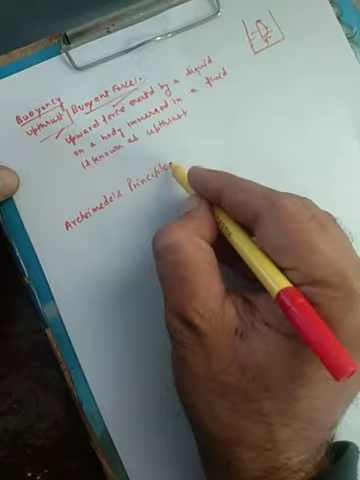 Buoyancy
upthrust | Buoyant Force:-
upward force exerted by a liquid
on a body immersed in a fluid
is known as upthrust
Archimede's Principle